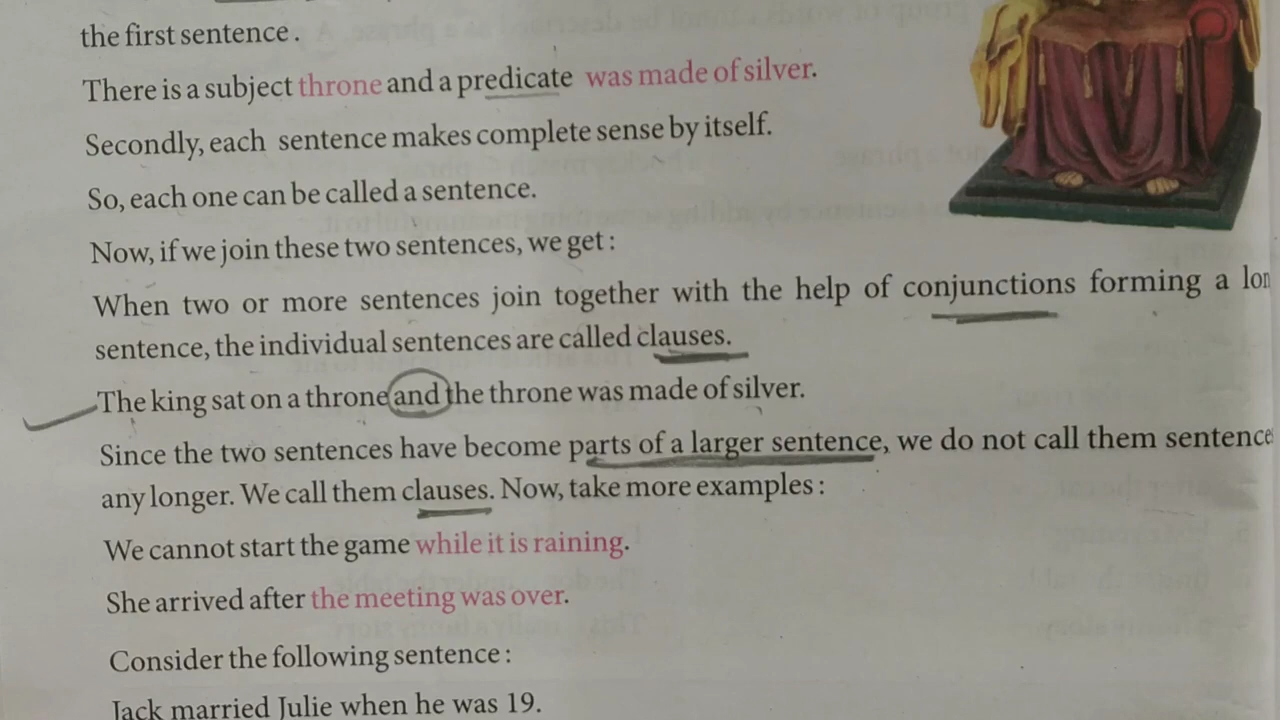 the first sentence.
There is a subject throne and a predicate was made of silver.
Secondly, each sentence makes complete sense by itself.
So, each one can be called a sentence.
Now, if we join these two sentences, we get :
When two or more sentences join together with the help of conjunctions forming a
sentence, the individual sentences are called clauses.
The king sat on a throne and the throne was made of silver.
Since the two sentences have become parts of a larger sentence, we do not call them sentence
any longer. We call them clauses. Now, take more examples :
We cannot start the game while it is raining.
She arrived after the meeting was over.
Consider the following sentence :
Jack married Julie when he was 19.